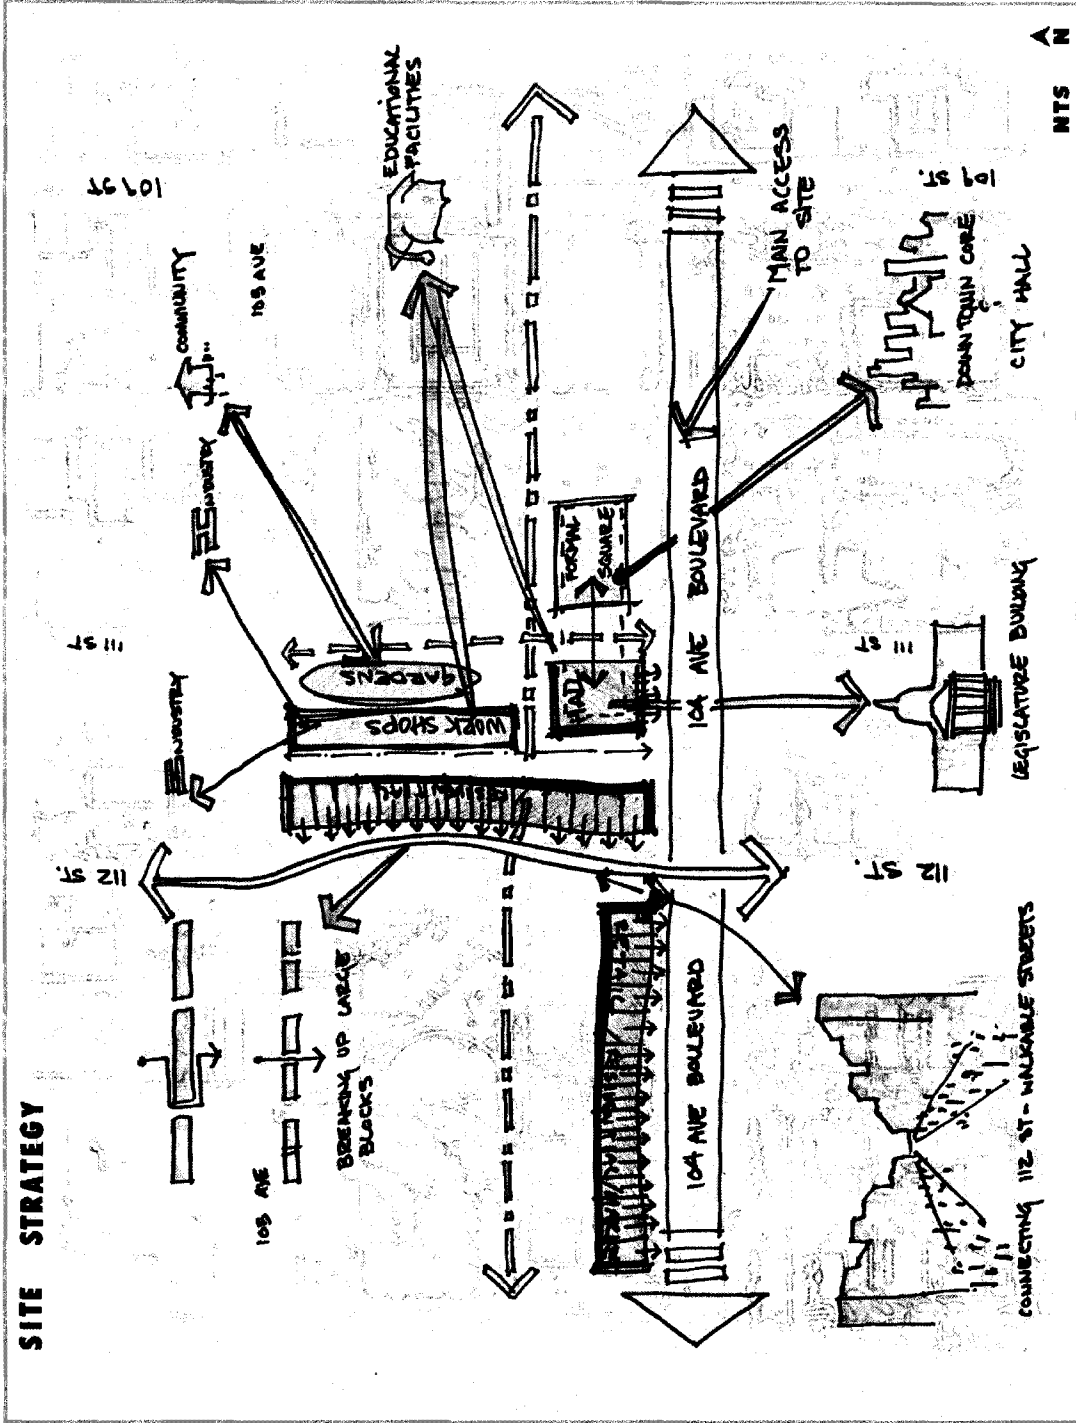 SITE STRATEGY
112 ST.
111 ST
109 ST
INDUSTRY
INDUSTRY
COMMUNITY
105 AVE
105 AVE
BREAKING UP LARGE
BLOCKS
WORK SHOPS
GARDENS
EDUCATIONAL
FACILITIES
HALL
FORMAL
SQUARE
104 AVE BOULEVARD
104 AVE BOULEVARD
MAIN ACCESS
TO SITE
112 ST.
111 ST
109 ST.
DOWNTOWN CORE
CITY HALL
CONNECTING 112 ST - WALKABLE STREETS
LEGISLATURE BUILDING
NTS N